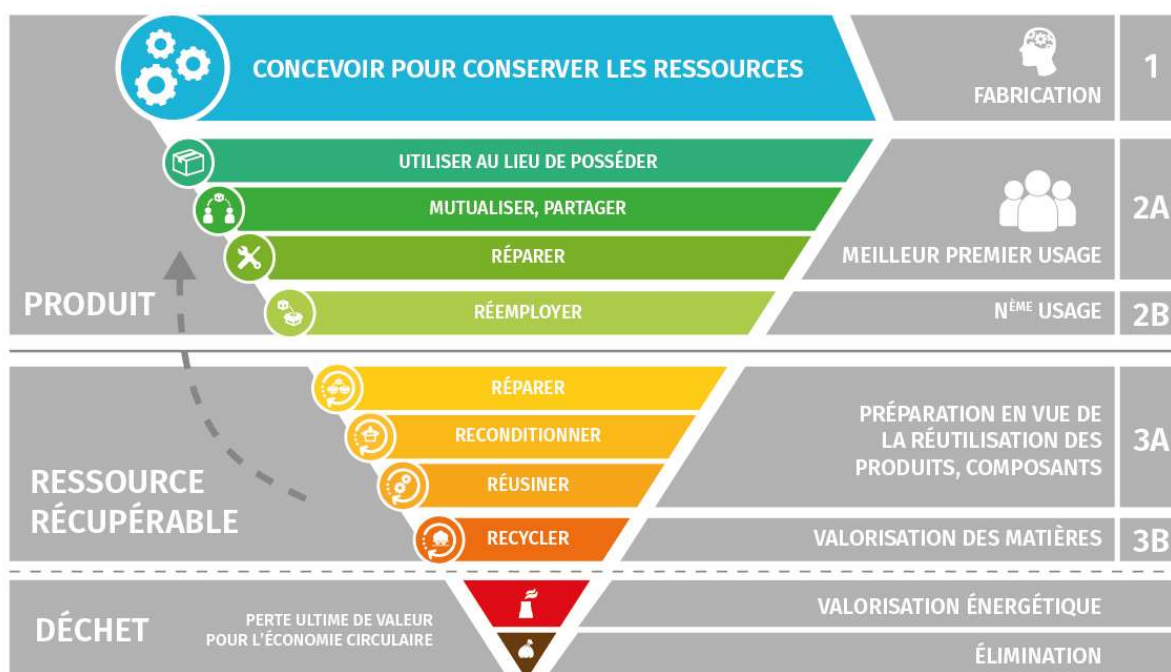 CONCEVOIR POUR CONSERVER LES RESSOURCES
FABRICATION
1
UTILISER AU LIEU DE POSSÉDER
MUTUALISER, PARTAGER
RÉPARER
MEILLEUR PREMIER USAGE
2A
PRODUIT
RÉEMPLOYER
NÈME USAGE
2B
RÉPARER
RECONDITIONNER
RÉUSINER
PRÉPARATION EN VUE DE
LA RÉUTILISATION DES
PRODUITS, COMPOSANTS
3A
RESSOURCE
RÉCUPÉRABLE
RECYCLER
VALORISATION DES MATIÈRES
3B
DÉCHET
PERTE ULTIME DE VALEUR
POUR L'ÉCONOMIE CIRCULAIRE
VALORISATION ÉNERGÉTIQUE
ÉLIMINATION